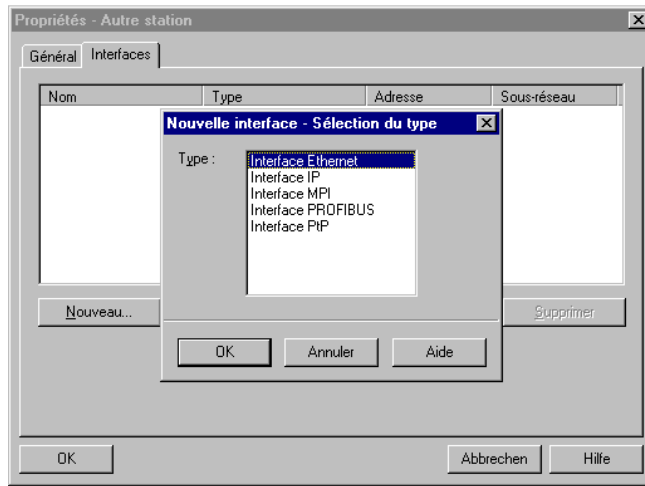 Propriétés - Autre station
Général Interfaces
Nom Type Adresse Sous-réseau
Nouvelle interface - Sélection du type
Type :
Interface Ethernet
Interface IP
Interface MPI
Interface PROFIBUS
Interface PtP
Nouveau... Supprimer
OK Annuler Aide
OK Abbrechen Hilfe